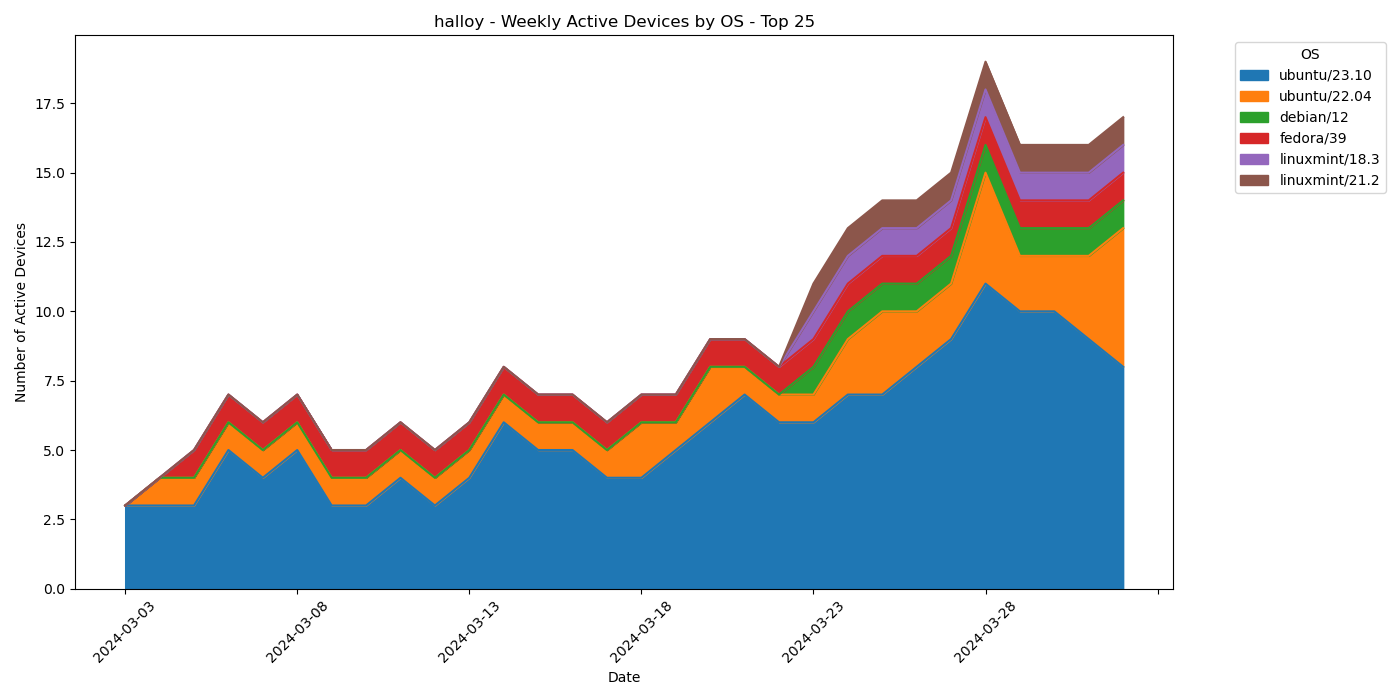 halloy - Weekly Active Devices by OS - Top 25
Number of Active Devices
17.5
15.0
12.5
10.0
7.5
5.0
2.5
0.0
2024-03-03
2024-03-08
2024-03-13
2024-03-18
2024-03-23
2024-03-28
Date
OS
ubuntu/23.10
ubuntu/22.04
debian/12
fedora/39
linuxmint/18.3
linuxmint/21.2